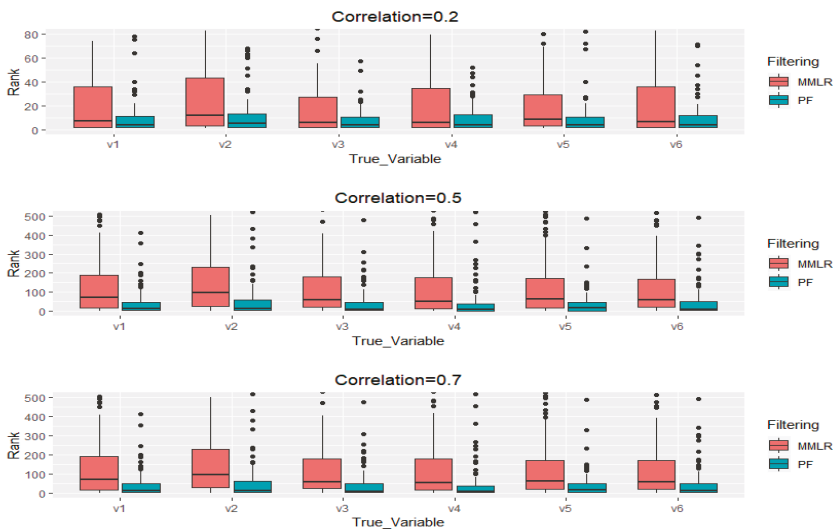 Correlation=0.2
80
60
40
20
0
Rank
v1 v2 v3 v4 v5 v6
True_Variable
Filtering
MMLR
PF
Correlation=0.5
500
400
300
200
100
0
Rank
v1 v2 v3 v4 v5 v6
True_Variable
Filtering
MMLR
PF
Correlation=0.7
500
400
300
200
100
0
Rank
v1 v2 v3 v4 v5 v6
True_Variable
Filtering
MMLR
PF